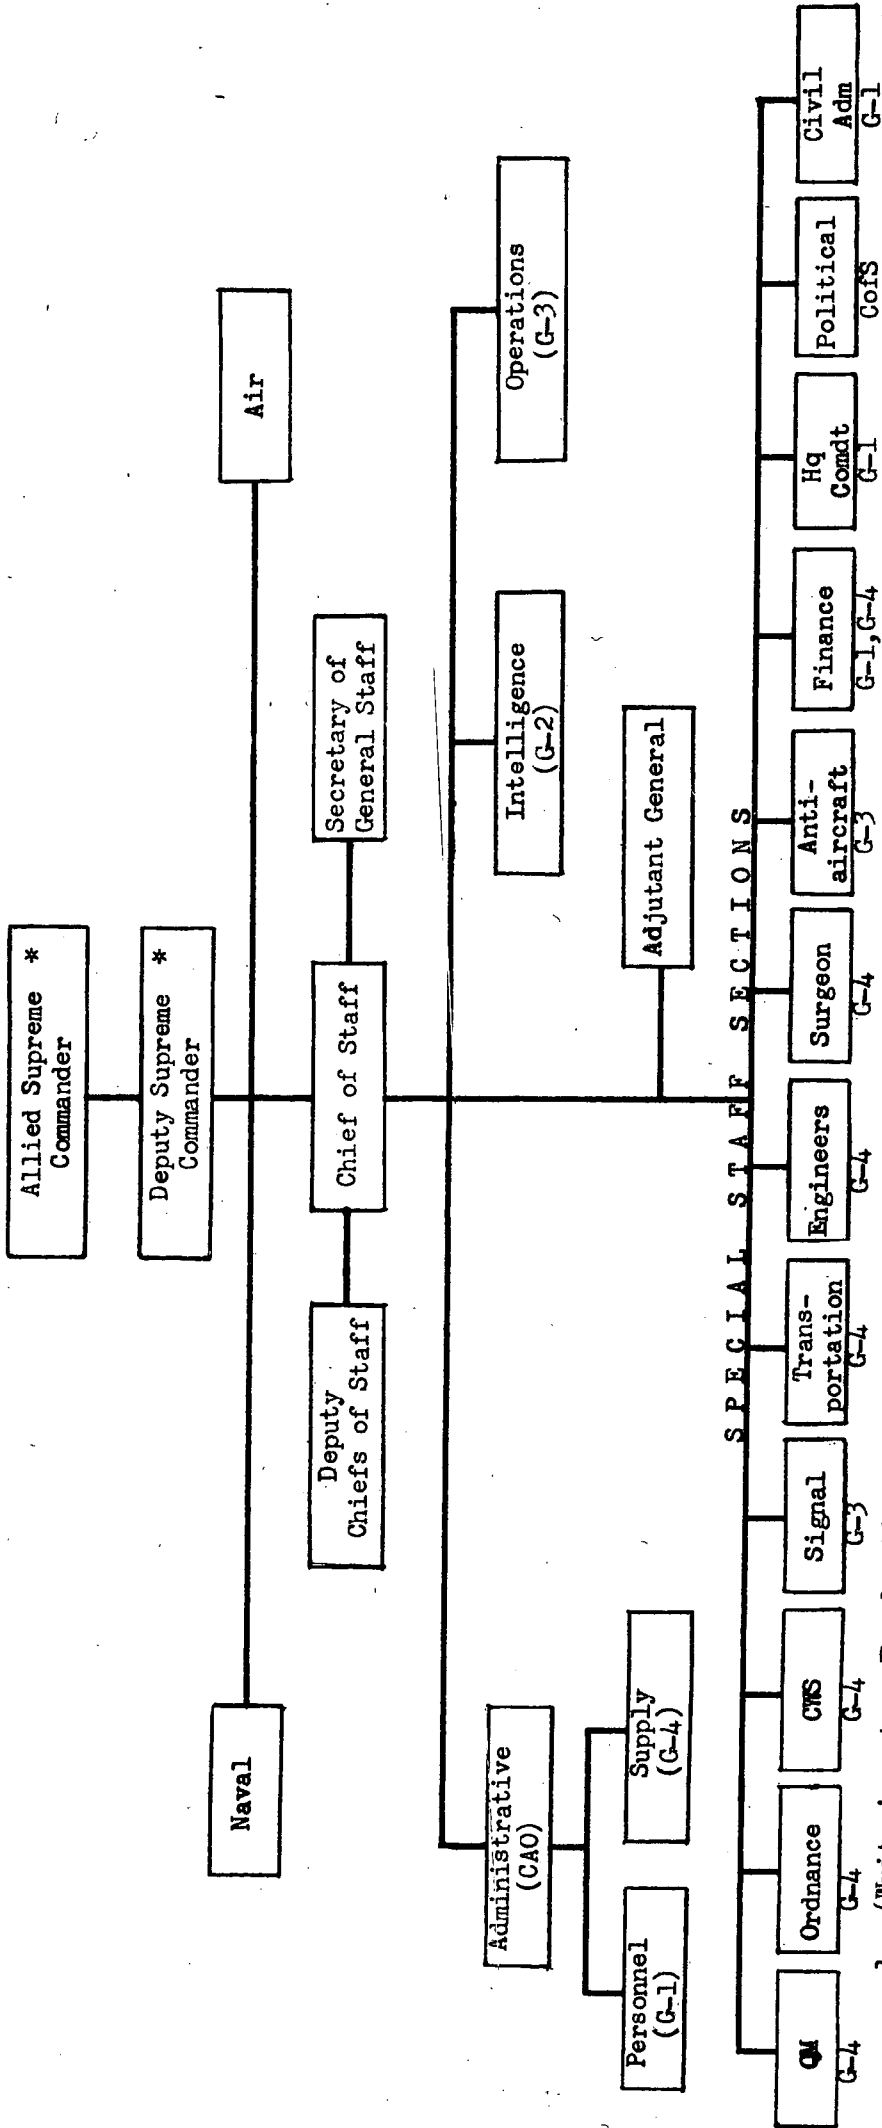 Allied Supreme *
Commander
Deputy Supreme *
Commander
Naval
Air
Deputy
Chiefs of Staff
Chief of Staff
Secretary of
General Staff
Administrative
(CAO)
Intelligence
(G-2)
Operations
(G-3)
Personnel
(G-1)
Supply
(G-4)
Adjutant General
SPECIAL STAFF SECTIONS
QM
G-4
Ordnance
G-4
CWS
G-4
Signal
G-3
Trans-
portation
G-4
Engineers
G-4
Surgeon
G-4
Anti-
aircraft
G-3
Finance
G-1,G-4
Hq
Comdt
G-1
Political
CofS
Civil
Adm
G-1